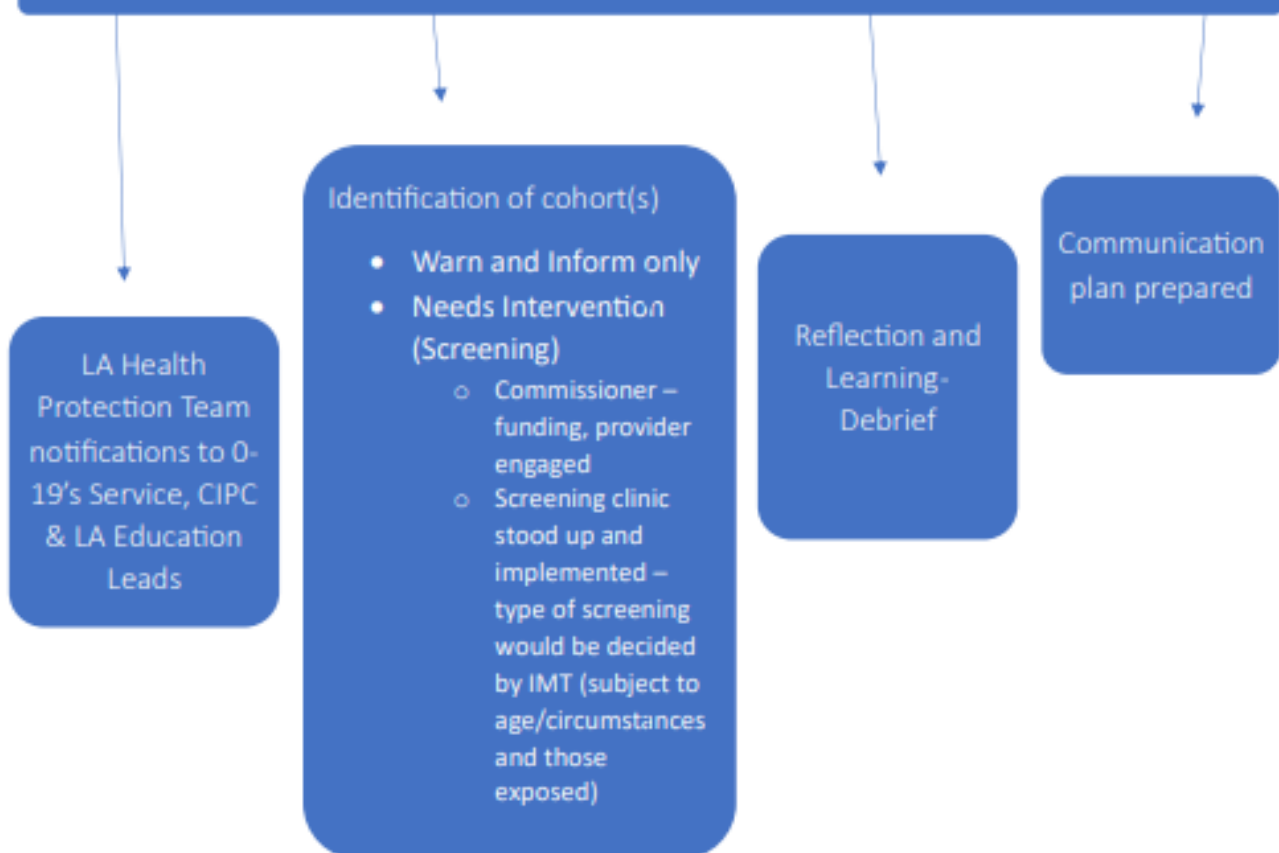 LA Health
Protection Team
notifications to 0-
19's Service, CIPC
& LA Education
Leads
Identification of cohort(s)
• Warn and Inform only
• Needs Intervention
(Screening)
o Commissioner –
funding, provider
engaged
o Screening clinic
stood up and
implemented –
type of screening
would be decided
by IMT (subject to
age/circumstances
and those
exposed)
Reflection and
Learning-
Debrief
Communication
plan prepared